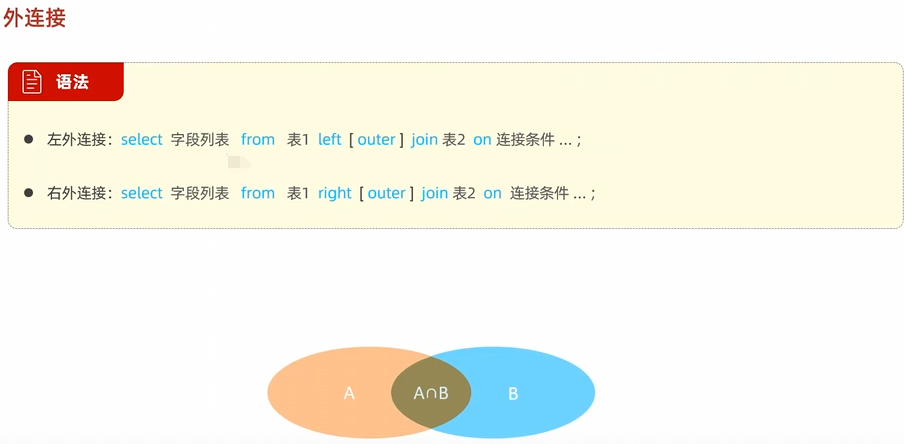 外连接
语法
左外连接：select 字段列表 from 表1 left [ outer ] join 表2 on 连接条件 ... ;
右外连接：select 字段列表 from 表1 right [ outer ] join 表2 on 连接条件 ... ;
A A∩B B